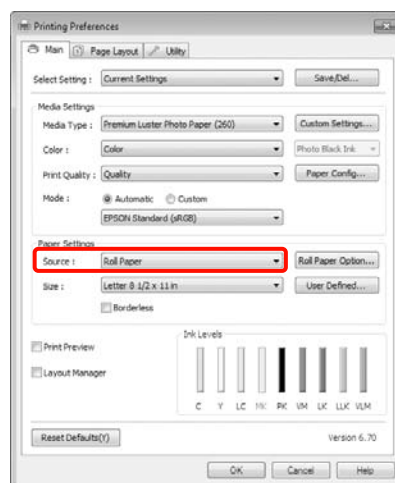 Printing Preferences
Main Page Layout Utility
Select Setting : Current Settings Save/Del...
Media Settings
Media Type : Premium Luster Photo Paper (260) Custom Settings...
Color : Color Photo Black Ink
Print Quality : Quality Paper Config...
Mode : Automatic Custom
EPSON Standard (sRGB)
Paper Settings
Source : Roll Paper Roll Paper Option...
Size : Letter 8 1/2 x 11 in User Defined...
Borderless
Print Preview
Layout Manager
Ink Levels
C Y LC MK PK VM LK LLK VLM
Reset Defaults(Y) Version 6.70
OK Cancel Help